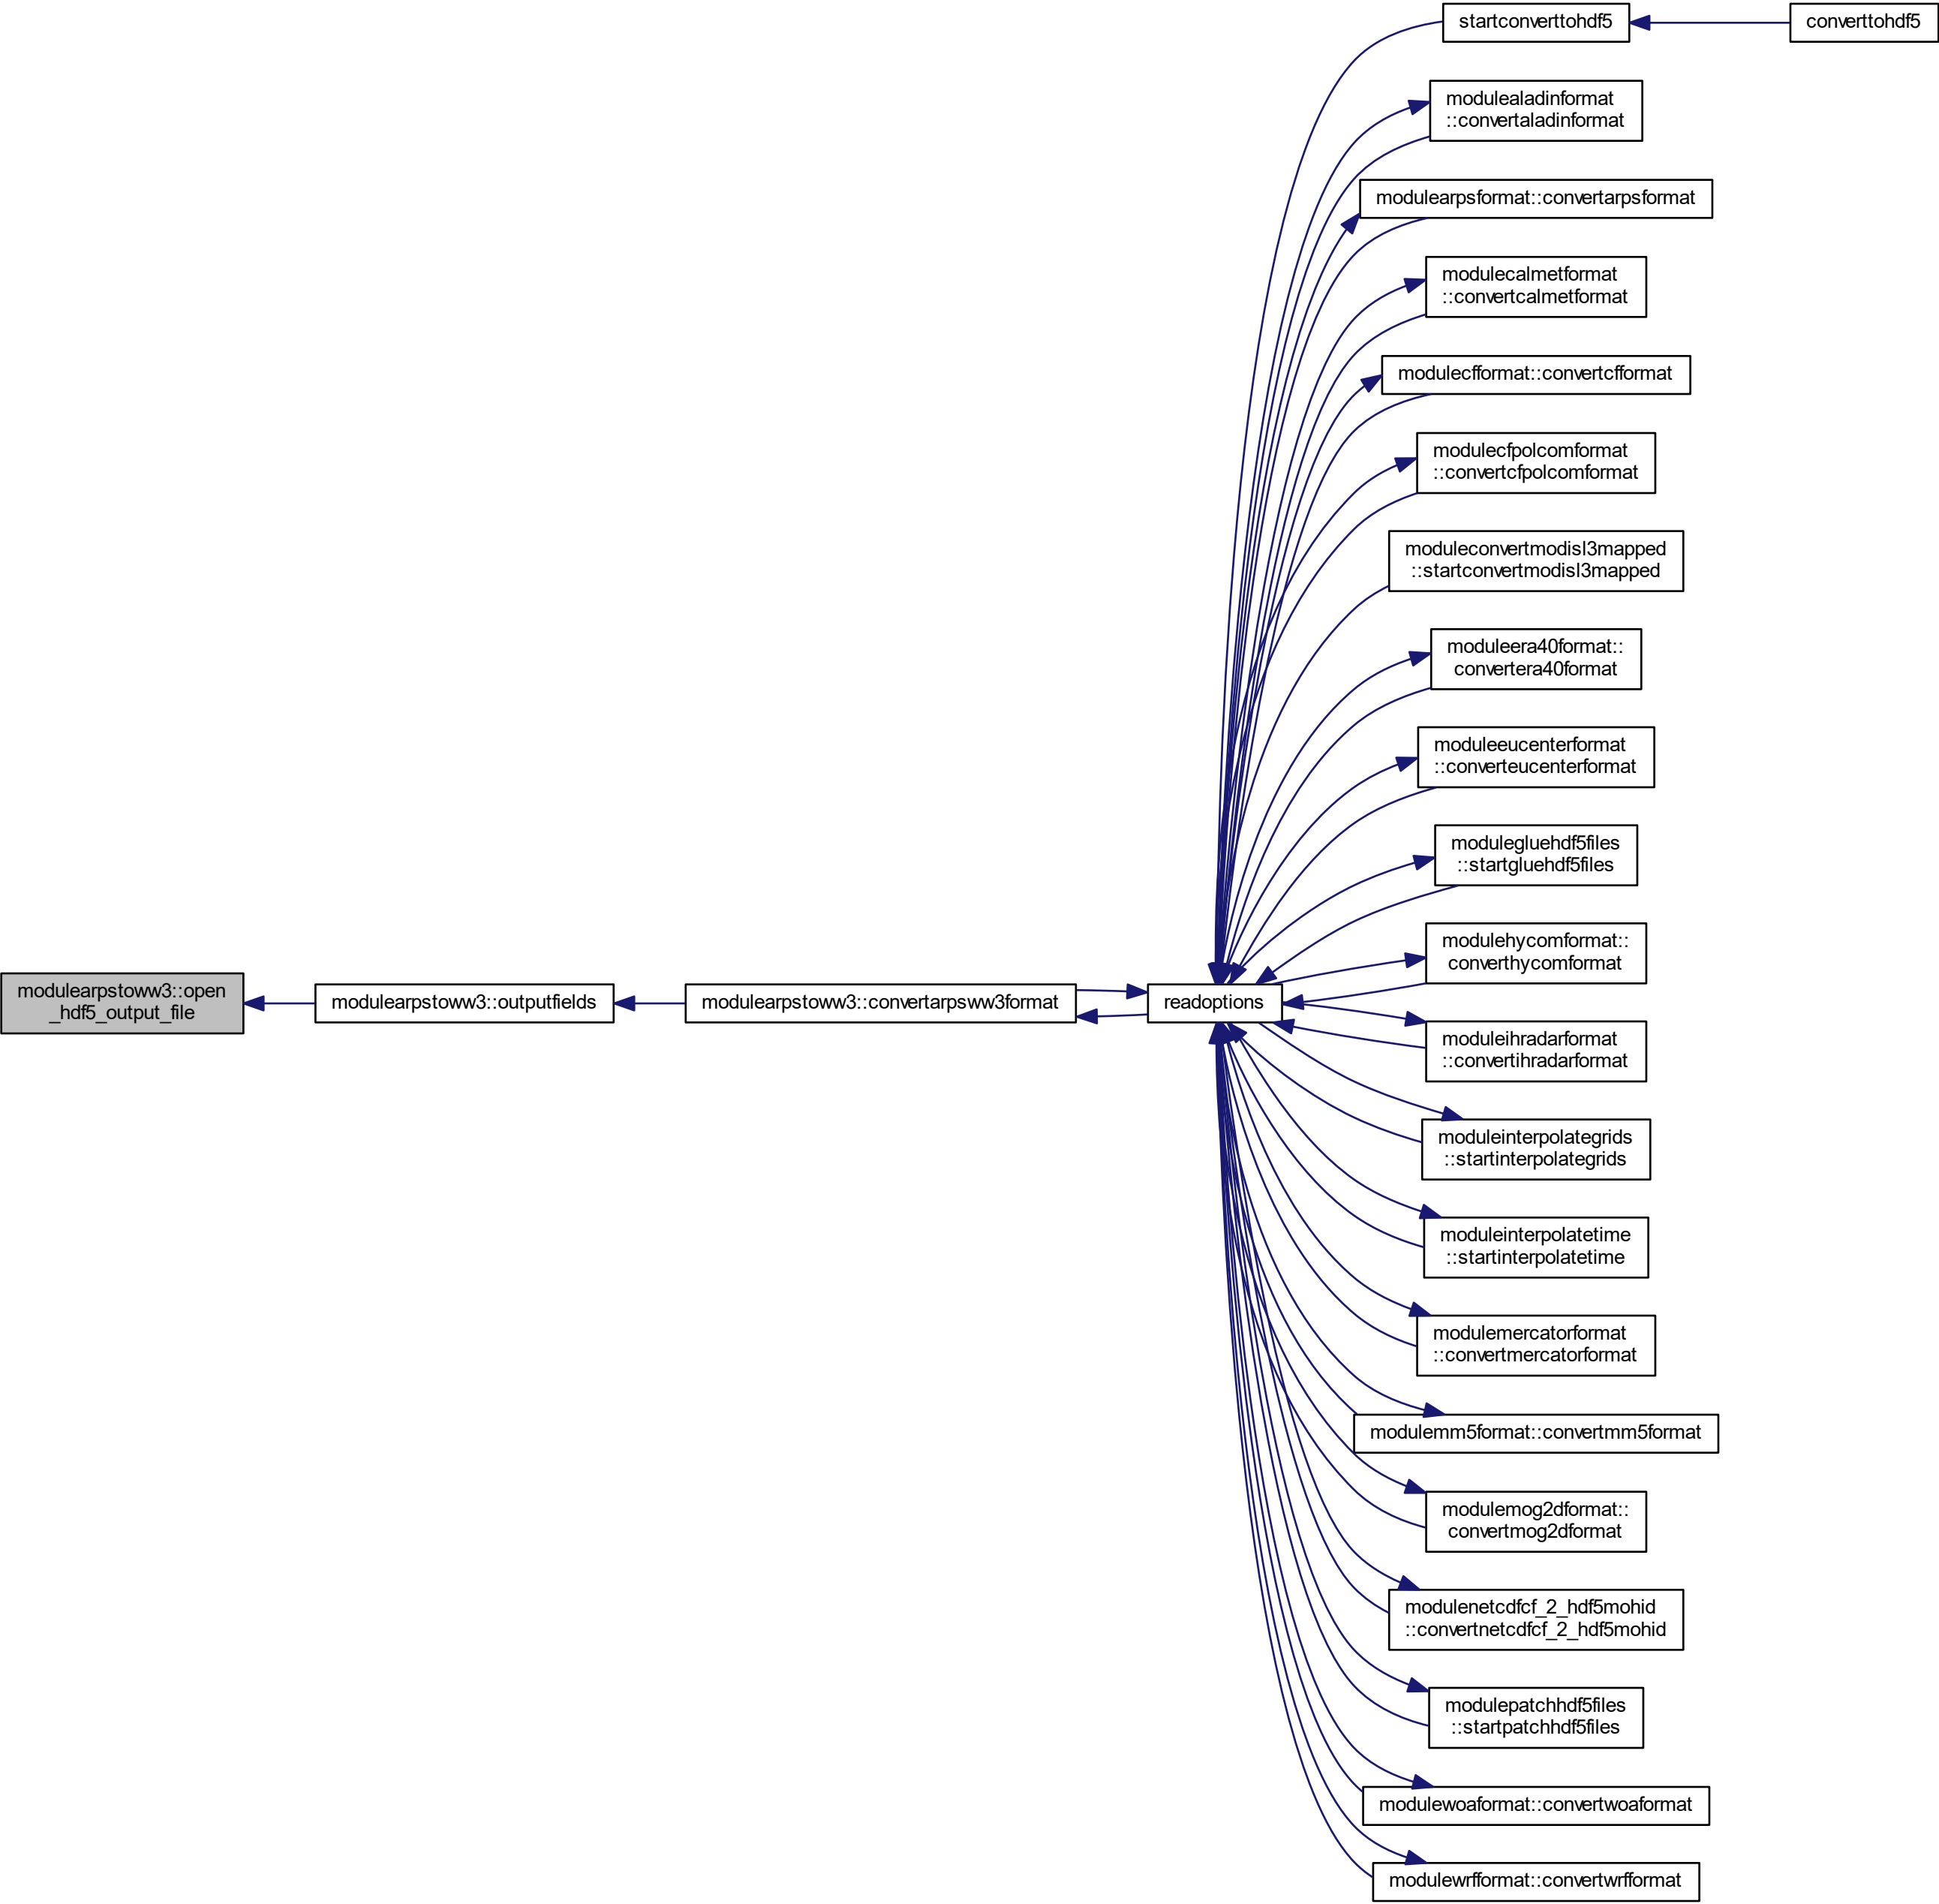 startconverttohdf5
converttohdf5
modulealadinformat
::convertaladinformat
modulearpsformat::convertarpsformat
modulecalmetformat
::convertcalmetformat
modulecfformat::convertcfformat
modulecfpolcomformat
::convertcfpolcomformat
moduleconvertmodisl3mapped
::startconvertmodisl3mapped
moduleera40format::
convertera40format
moduleeucenterformat
::converteucenterformat
modulegluehdf5files
::startgluehdf5files
modulehycomformat::
converthycomformat
modulearpstoww3::open
_hdf5_output_file
modulearpstoww3::outputfields
modulearpstoww3::convertarpsww3format
readoptions
moduleihradarformat
::convertihradarformat
moduleinterpolategrids
::startinterpolategrids
moduleinterpolatetime
::startinterpolatetime
modulemercatorformat
::convertmercatorformat
modulemm5format::convertmm5format
modulemog2dformat::
convertmog2dformat
modulenetcdfcf_2_hdf5mohid
::convertnetcdfcf_2_hdf5mohid
modulepatchhdf5files
::startpatchhdf5files
modulewoaformat::convertwoaformat
modulewrfformat::convertwrfformat